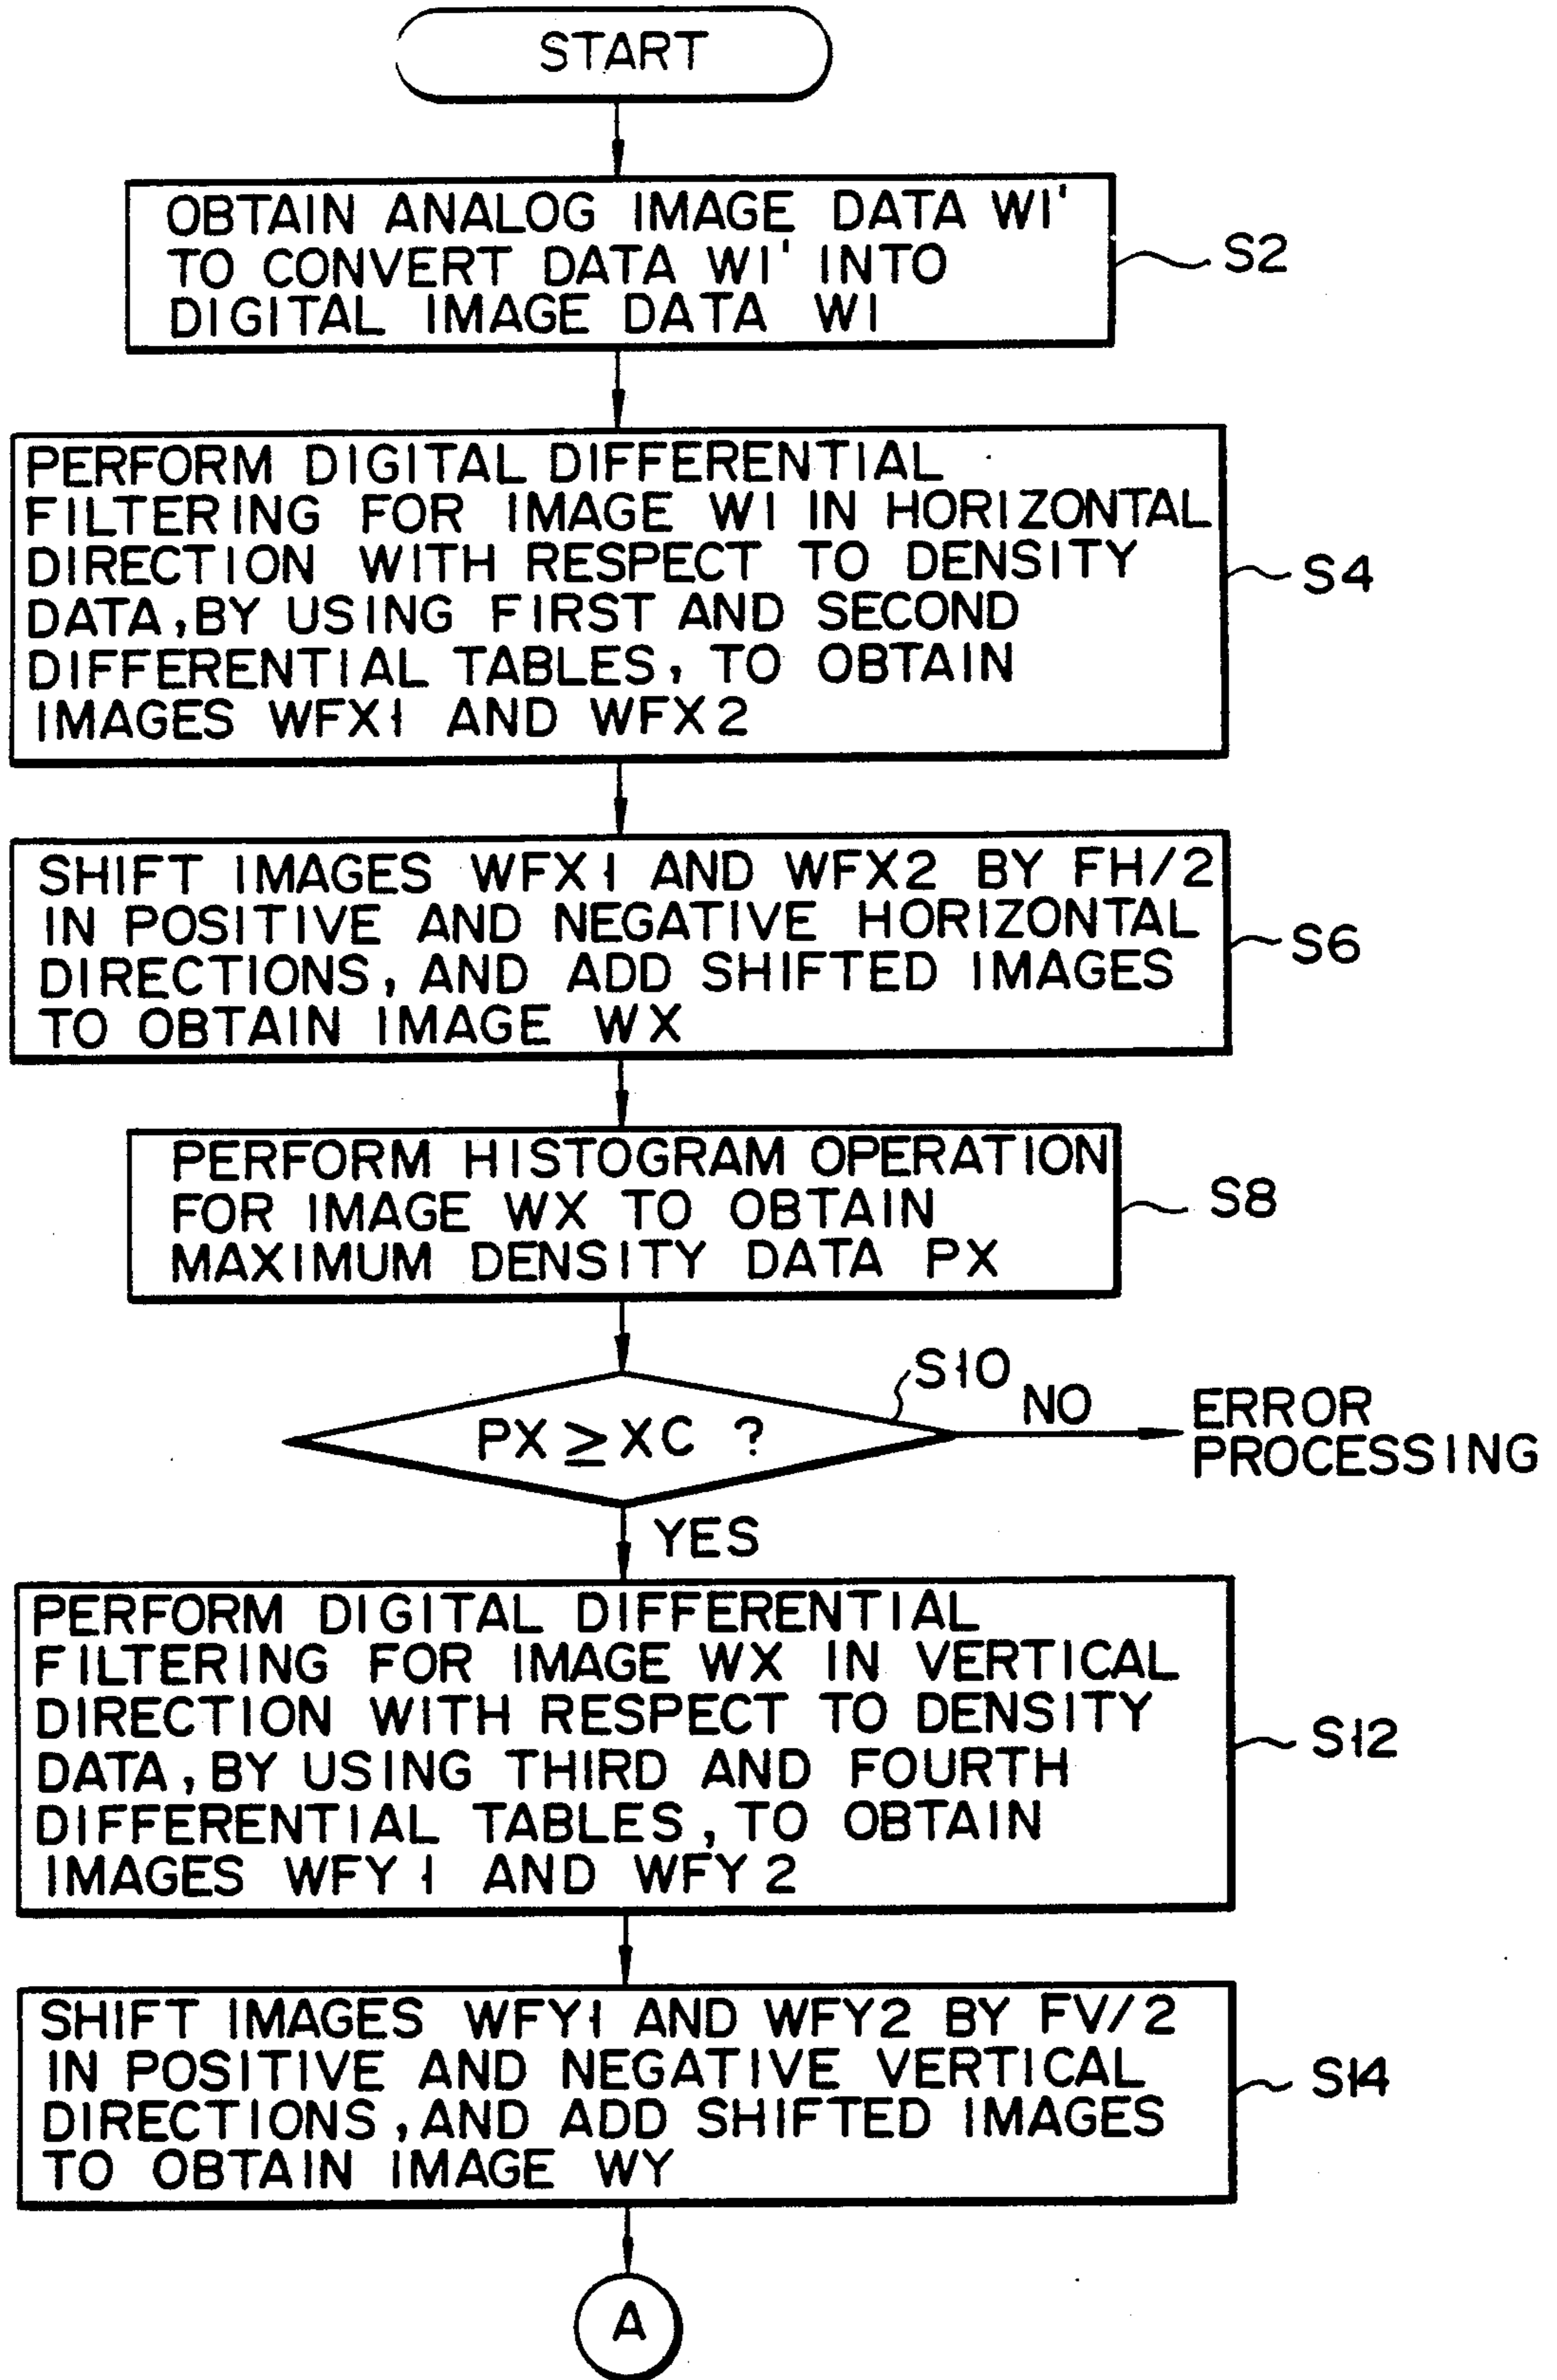 START
OBTAIN ANALOG IMAGE DATA WI'
TO CONVERT DATA WI' INTO
DIGITAL IMAGE DATA WI
S2
PERFORM DIGITAL DIFFERENTIAL
FILTERING FOR IMAGE WI IN HORIZONTAL
DIRECTION WITH RESPECT TO DENSITY
DATA, BY USING FIRST AND SECOND
DIFFERENTIAL TABLES, TO OBTAIN
IMAGES WFX1 AND WFX2
S4
SHIFT IMAGES WFX1 AND WFX2 BY FH/2
IN POSITIVE AND NEGATIVE HORIZONTAL
DIRECTIONS, AND ADD SHIFTED IMAGES
TO OBTAIN IMAGE WX
S6
PERFORM HISTOGRAM OPERATION
FOR IMAGE WX TO OBTAIN
MAXIMUM DENSITY DATA PX
S8
S10
PX ≥ XC ?
NO
ERROR
PROCESSING
YES
PERFORM DIGITAL DIFFERENTIAL
FILTERING FOR IMAGE WX IN VERTICAL
DIRECTION WITH RESPECT TO DENSITY
DATA, BY USING THIRD AND FOURTH
DIFFERENTIAL TABLES, TO OBTAIN
IMAGES WFY1 AND WFY2
S12
SHIFT IMAGES WFY1 AND WFY2 BY FV/2
IN POSITIVE AND NEGATIVE VERTICAL
DIRECTIONS, AND ADD SHIFTED IMAGES
TO OBTAIN IMAGE WY
S14
A